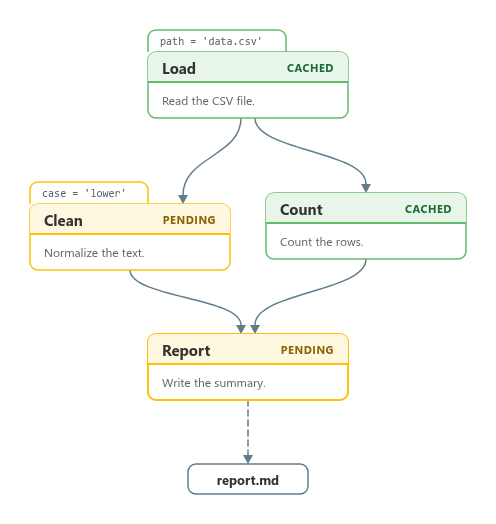 path = 'data.csv'
Load CACHED
Read the CSV file.
case = 'lower'
Clean PENDING
Normalize the text.
Count CACHED
Count the rows.
Report PENDING
Write the summary.
report.md